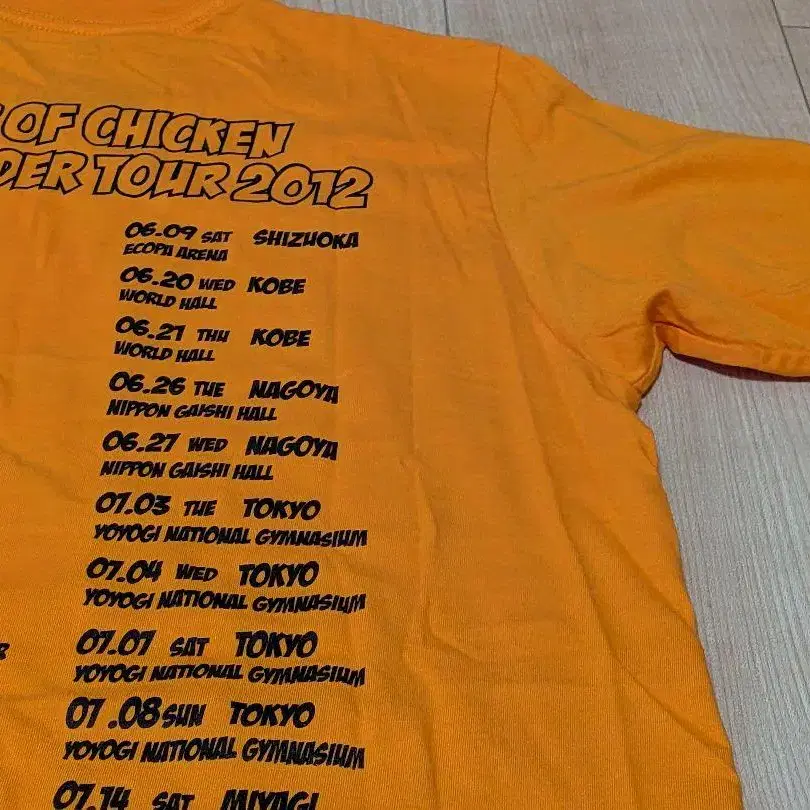 OF CHICKEN
DER TOUR 2012
06.09 SAT SHIZUOKA
ECOPA ARENA
06.20 WED KOBE
WORLD HALL
06.21 THU KOBE
WORLD HALL
06.26 TUE NAGOYA
NIPPON GAISHI HALL
06.27 WED NAGOYA
NIPPON GAISHI HALL
07.03 TUE TOKYO
YOYOGI NATIONAL GYMNASIUM
07.04 WED TOKYO
YOYOGI NATIONAL GYMNASIUM
07.07 SAT TOKYO
YOYOGI NATIONAL GYMNASIUM
07.08 SUN TOKYO
YOYOGI NATIONAL GYMNASIUM
07.14 SAT MIYAGI